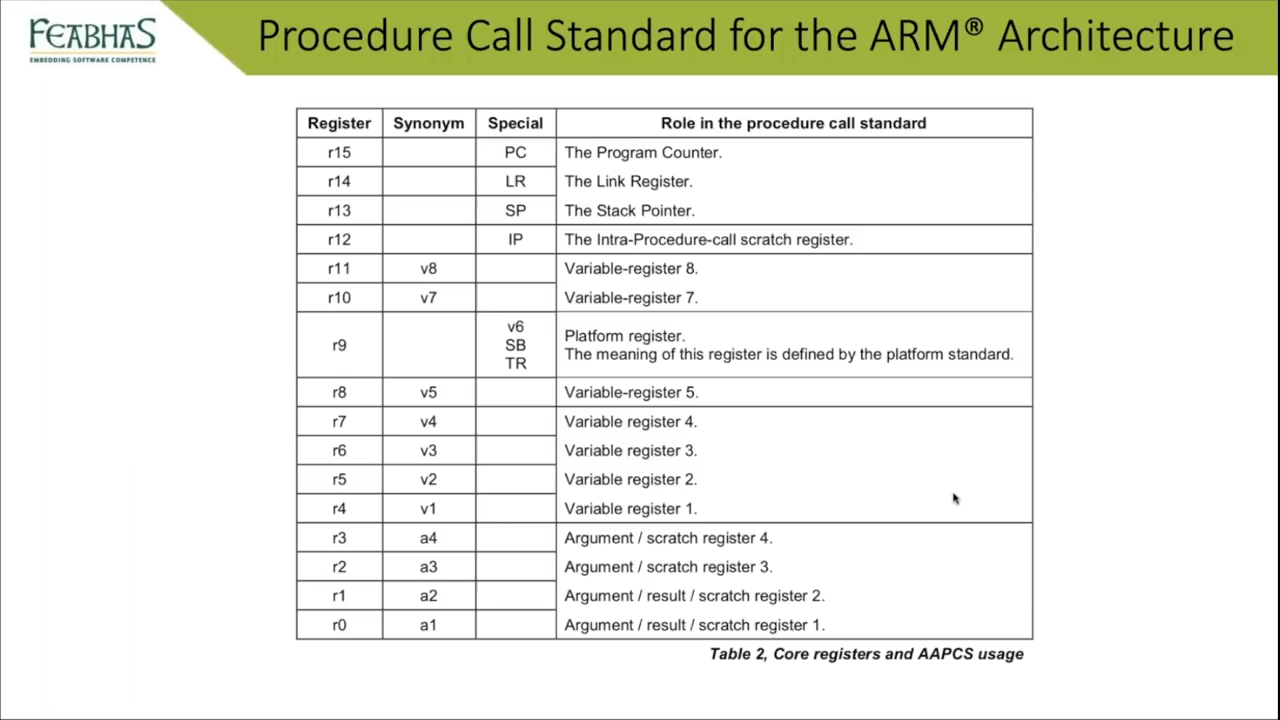 FEABHAS
EMBEDDING SOFTWARE COMPETENCE
Procedure Call Standard for the ARM® Architecture
Register Synonym Special Role in the procedure call standard
r15 PC The Program Counter.
r14 LR The Link Register.
r13 SP The Stack Pointer.
r12 IP The Intra-Procedure-call scratch register.
r11 v8 Variable-register 8.
r10 v7 Variable-register 7.
r9
v6
SB
TR
Platform register.
The meaning of this register is defined by the platform standard.
r8 v5 Variable-register 5.
r7 v4 Variable register 4.
r6 v3 Variable register 3.
r5 v2 Variable register 2.
r4 v1 Variable register 1.
r3 a4 Argument / scratch register 4.
r2 a3 Argument / scratch register 3.
r1 a2 Argument / result / scratch register 2.
r0 a1 Argument / result / scratch register 1.
Table 2, Core registers and AAPCS usage